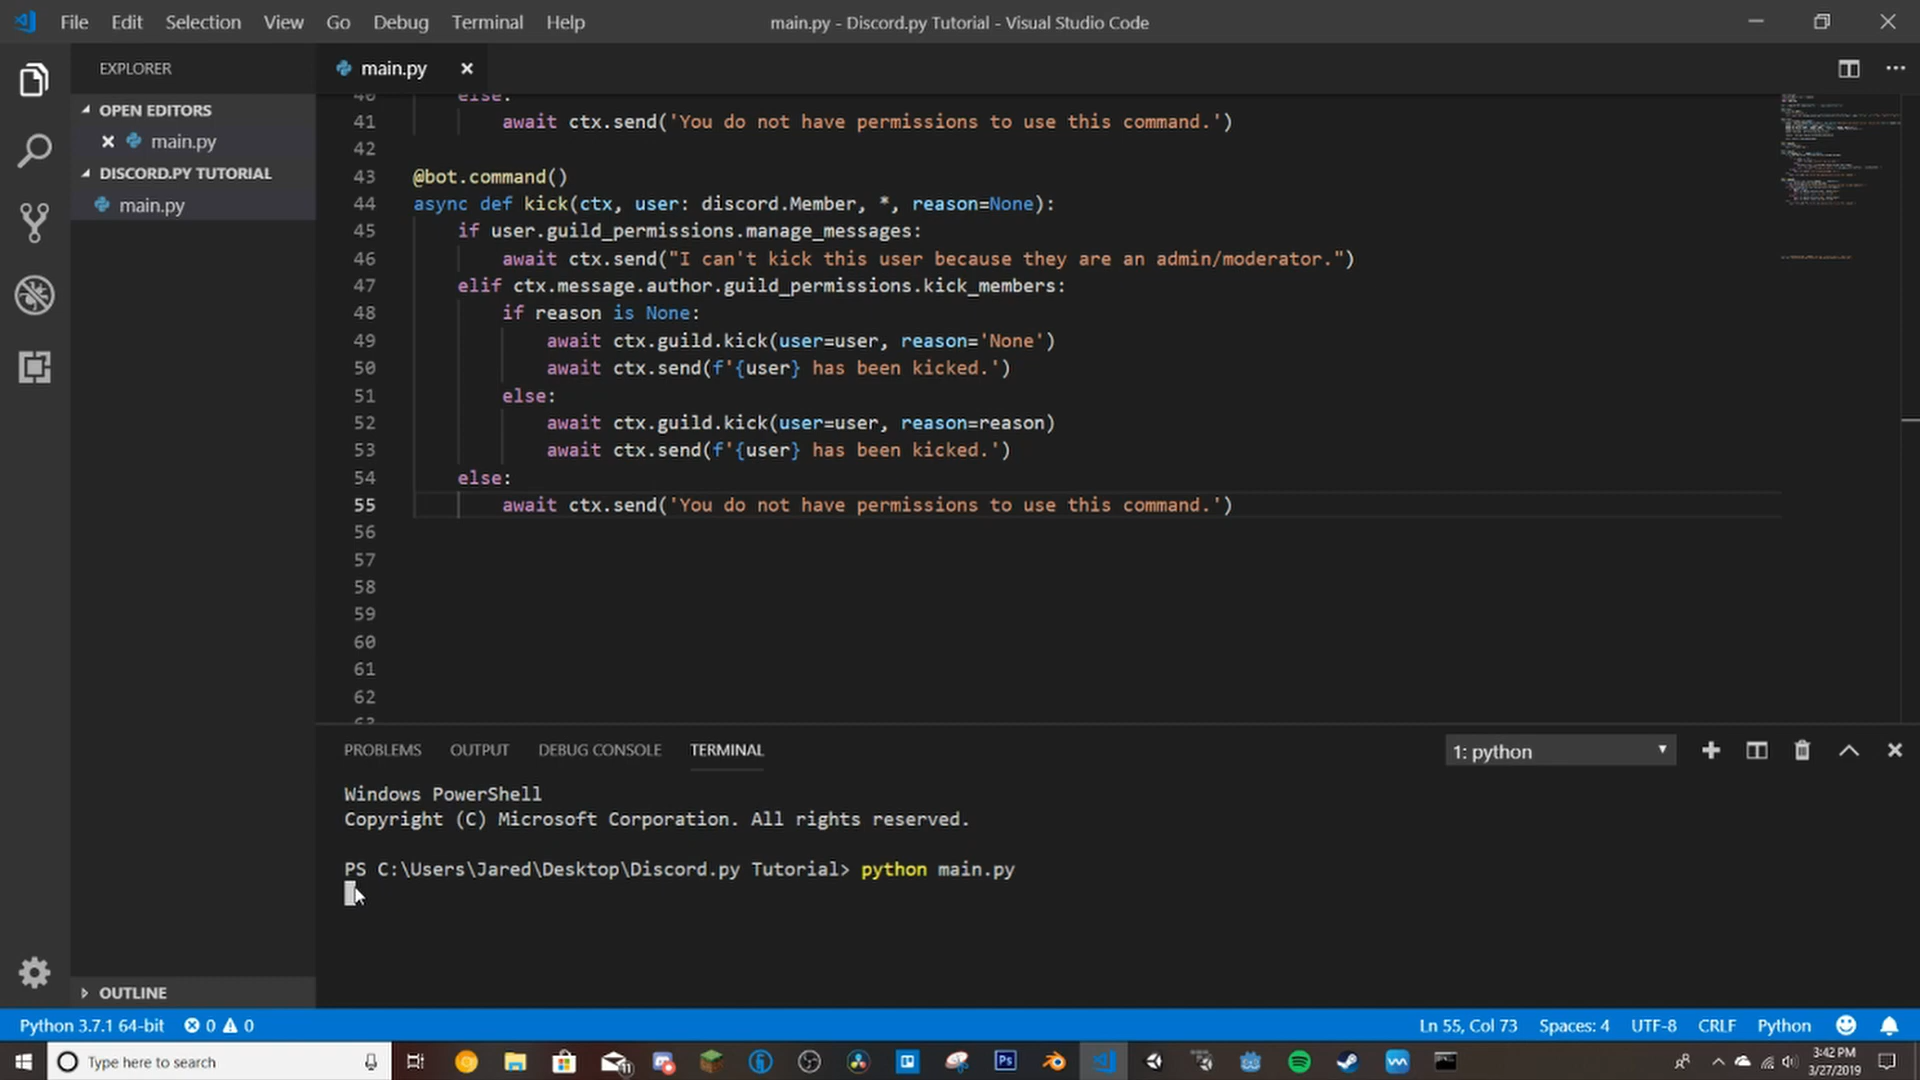 File Edit Selection View Go Debug Terminal Help
main.py - Discord.py Tutorial - Visual Studio Code
EXPLORER
main.py
OPEN EDITORS
main.py
DISCORD.PY TUTORIAL
main.py
40 else:
41 await ctx.send('You do not have permissions to use this command.')
42
43 @bot.command()
44 async def kick(ctx, user: discord.Member, *, reason=None):
45 if user.guild_permissions.manage_messages:
46 await ctx.send("I can't kick this user because they are an admin/moderator.")
47 elif ctx.message.author.guild_permissions.kick_members:
48 if reason is None:
49 await ctx.guild.kick(user=user, reason='None')
50 await ctx.send(f'{user} has been kicked.')
51 else:
52 await ctx.guild.kick(user=user, reason=reason)
53 await ctx.send(f'{user} has been kicked.')
54 else:
55 await ctx.send('You do not have permissions to use this command.')
56
57
58
59
60
61
62
63
PROBLEMS OUTPUT DEBUG CONSOLE TERMINAL
1: python
Windows PowerShell
Copyright (C) Microsoft Corporation. All rights reserved.
PS C:\Users\Jared\Desktop\Discord.py Tutorial> python main.py
OUTLINE
Python 3.7.1 64-bit 0 0
Ln 55, Col 73 Spaces: 4 UTF-8 CRLF Python
Type here to search
11
Ps
3:42 PM
3/27/2019